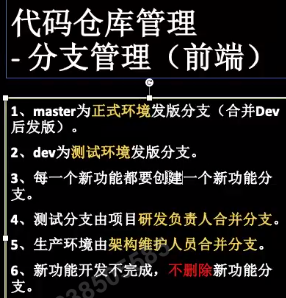 代码仓库管理
- 分支管理（前端）
1、master为正式环境发版分支（合并Dev
后发版）。
2、dev为测试环境发版分支。
3、每一个新功能都要创建一个新功能分
支。
4、测试分支由项目研发负责人合并分支。
5、生产环境由架构维护人员合并分支。
6、新功能开发不完成，不删除新功能分
支。